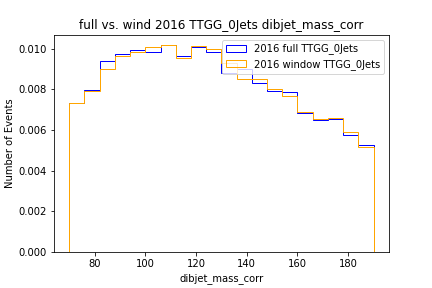 full vs. wind 2016 TTGG_0Jets dibjet_mass_corr
2016 full TTGG_0Jets
2016 window TTGG_0Jets
Number of Events
0.010
0.008
0.006
0.004
0.002
0.000
80 100 120 140 160 180
dibjet_mass_corr